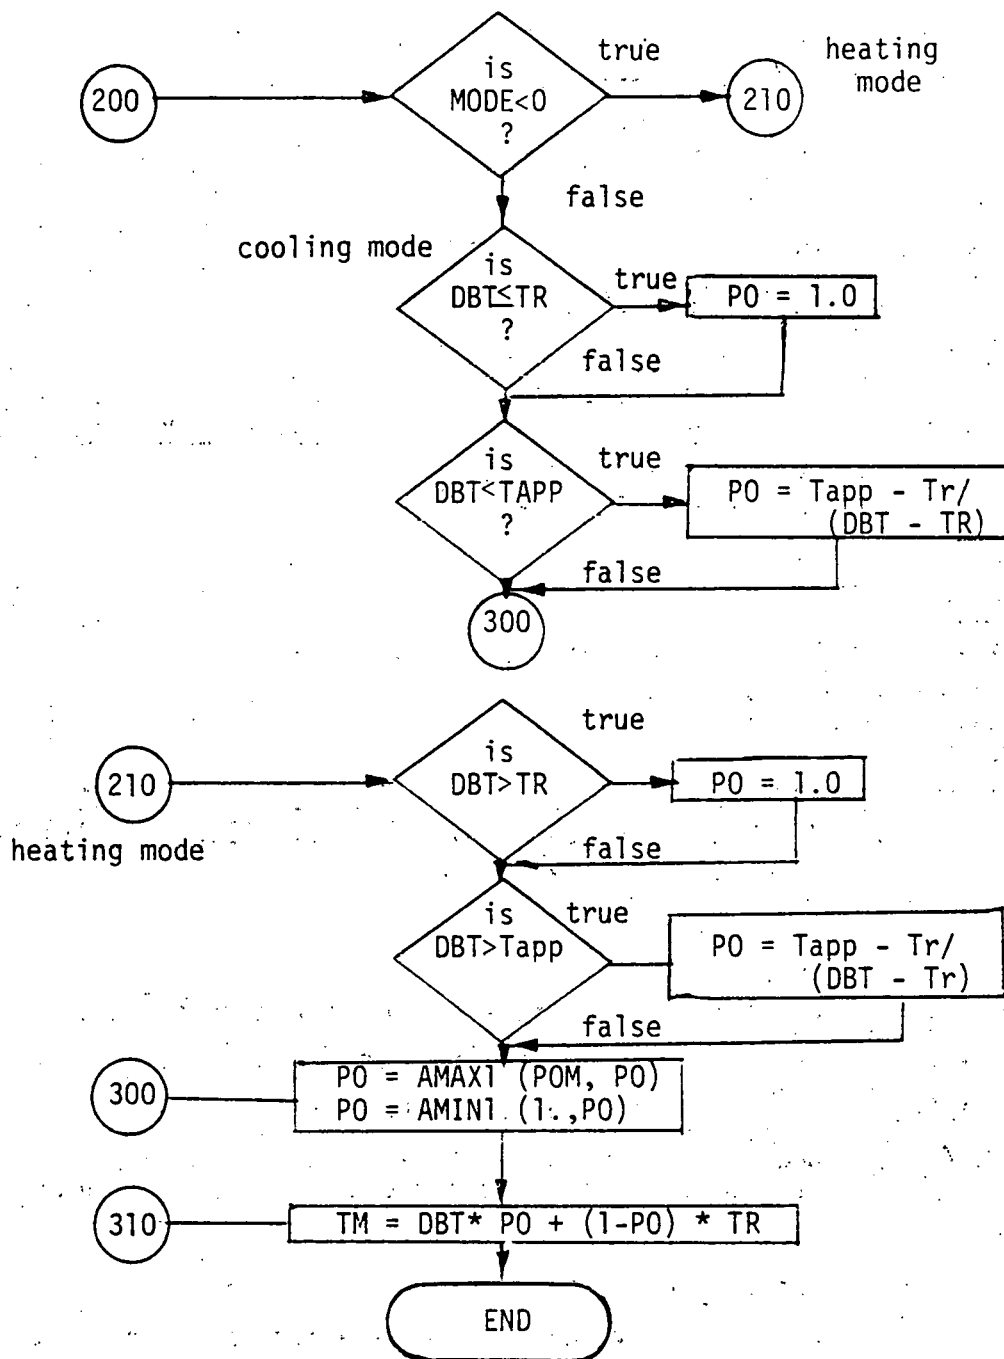 200
is
MODE<0
?
true
210
heating
mode
false
cooling mode
is
DBT≤TR
?
true
PO = 1.0
false
is
DBT<TAPP
?
true
PO = Tapp - Tr/
(DBT - TR)
false
300
210
heating mode
is
DBT>TR
true
PO = 1.0
false
is
DBT>Tapp
true
PO = Tapp - Tr/
(DBT - Tr)
false
300
PO = AMAX1 (POM, PO)
PO = AMIN1 (1.,PO)
310
TM = DBT* PO + (1-PO) * TR
END